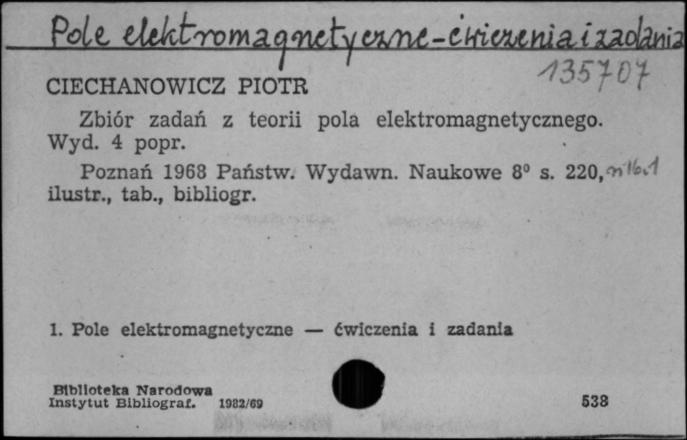 Pole elektromagnetyczne - ćwiczenia i zadania
135707
CIECHANOWICZ PIOTR
Zbiór zadań z teorii pola elektromagnetycznego.
Wyd. 4 popr.
Poznań 1968 Państw. Wydawn. Naukowe 8⁰ s. 220,
ilustr., tab., bibliogr.
1. Pole elektromagnetyczne — ćwiczenia i zadania
Biblioteka Narodowa
Instytut Bibliograf. 1982/69 538